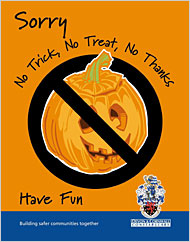 Sorry
No Trick, No Treat, No Thanks
Have Fun
Building safer communities together